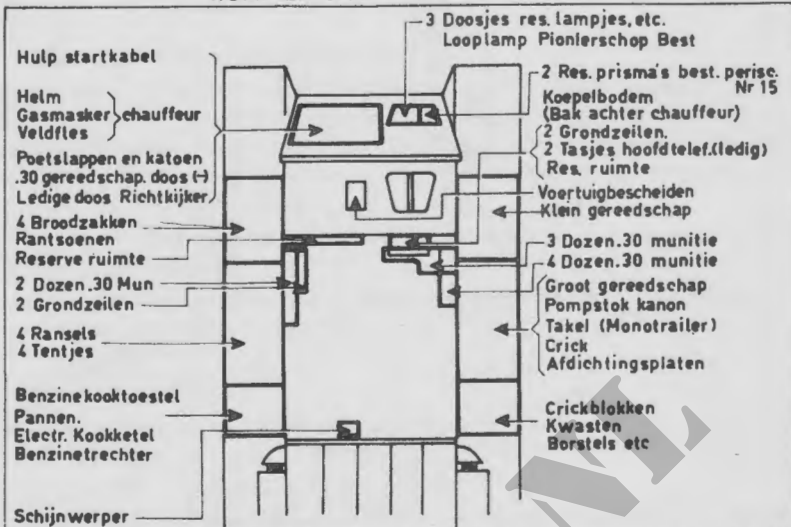 3 Doosjes res. lampjes, etc.
Looplamp Pionierschop Best
Hulp startkabel
Helm
Gasmasker
Veldfles
chauffeur
Poetslappen en katoen
.30 gereedschap. doos (-)
Ledige doos Richtkijker
4 Broodzakken
Rantsoenen
Reserve ruimte
2 Dozen .30 Mun
2 Grondzeilen
4 Ransels
4 Tentjes
Benzinekooktoestel
Pannen.
Electr. Kookketel
Benzinetrechter
Schijnwerper
2 Res. prisma's best. perisc.
Nr 15
Koepelbodem
(Bak achter chauffeur)
2 Grondzeilen.
2 Tasjes hoofdtelef.(ledig)
Res. ruimte
Voertuigbescheiden
Klein gereedschap
3 Dozen .30 munitie
4 Dozen .30 munitie
Groot gereedschap
Pompstok kanon
Takel (Monotrailer)
Crick
Afdichtingsplaten
Crickblokken
Kwasten
Borstels etc